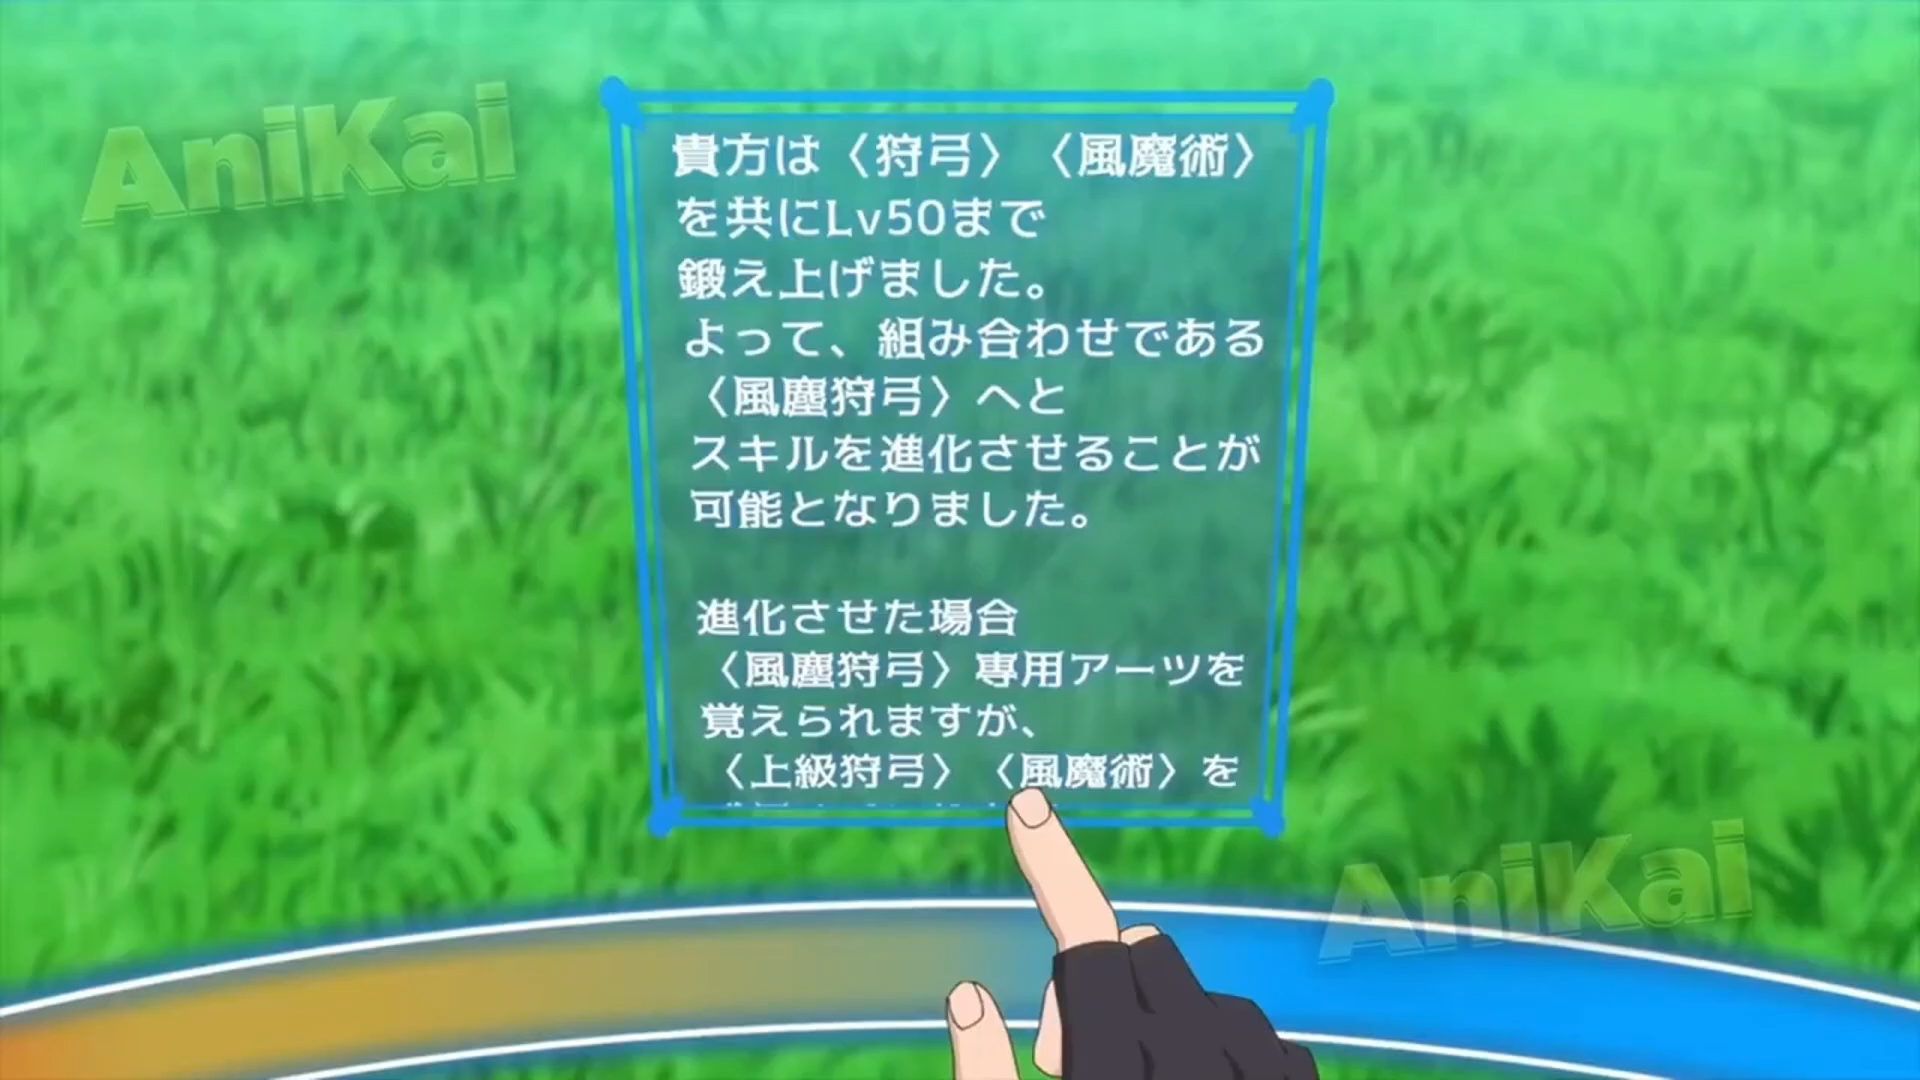 AniKai
貴方は〈狩弓〉〈風魔術〉
を共にLv50まで
鍛え上げました。
よって、組み合わせである
〈風塵狩弓〉へと
スキルを進化させることが
可能となりました。
進化させた場合
〈風塵狩弓〉専用アーツを
覚えられますが、
〈上級狩弓〉〈風魔術〉を
AniKai